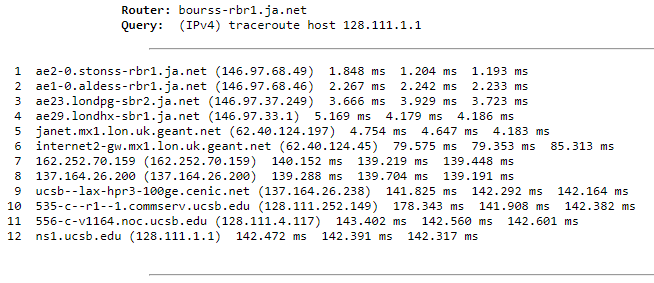 Router: bourss-rbr1.ja.net
Query: (IPv4) traceroute host 128.111.1.1
1 ae2-0.stonss-rbr1.ja.net (146.97.68.49) 1.848 ms 1.204 ms 1.193 ms
2 ae1-0.aldess-rbr1.ja.net (146.97.68.46) 2.267 ms 2.242 ms 2.233 ms
3 ae23.londpg-sbr2.ja.net (146.97.37.249) 3.666 ms 3.929 ms 3.723 ms
4 ae29.londhx-sbr1.ja.net (146.97.33.1) 5.169 ms 4.179 ms 4.186 ms
5 janet.mx1.lon.uk.geant.net (62.40.124.197) 4.754 ms 4.647 ms 4.183 ms
6 internet2-gw.mx1.lon.uk.geant.net (62.40.124.45) 79.575 ms 79.353 ms 85.313 ms
7 162.252.70.159 (162.252.70.159) 140.152 ms 139.219 ms 139.448 ms
8 137.164.26.200 (137.164.26.200) 139.288 ms 139.704 ms 139.191 ms
9 ucsb--lax-hpr3-100ge.cenic.net (137.164.26.238) 141.825 ms 142.292 ms 142.164 ms
10 535-c--r1--1.commserv.ucsb.edu (128.111.252.149) 178.343 ms 141.908 ms 142.382 ms
11 556-c-v1164.noc.ucsb.edu (128.111.4.117) 143.402 ms 142.560 ms 142.601 ms
12 ns1.ucsb.edu (128.111.1.1) 142.472 ms 142.391 ms 142.317 ms